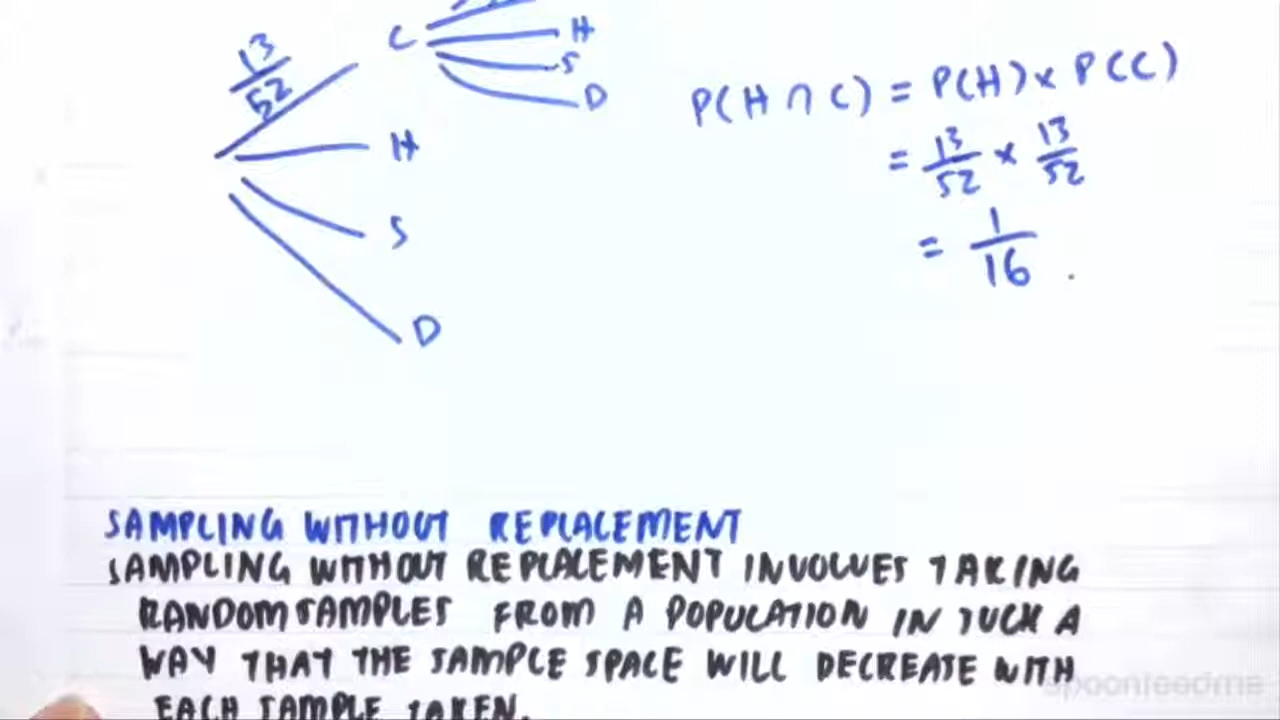 13
52
C
H
S
D
H
S
D
P(H ∩ C) = P(H) x P(C)
= 13/52 x 13/52
= 1/16
SAMPLING WITHOUT REPLACEMENT
SAMPLING WITHOUT REPLACEMENT INVOLVES TAKING
RANDOM SAMPLES FROM A POPULATION IN SUCH A
WAY THAT THE SAMPLE SPACE WILL DECREASE WITH
EACH SAMPLE TAKEN.